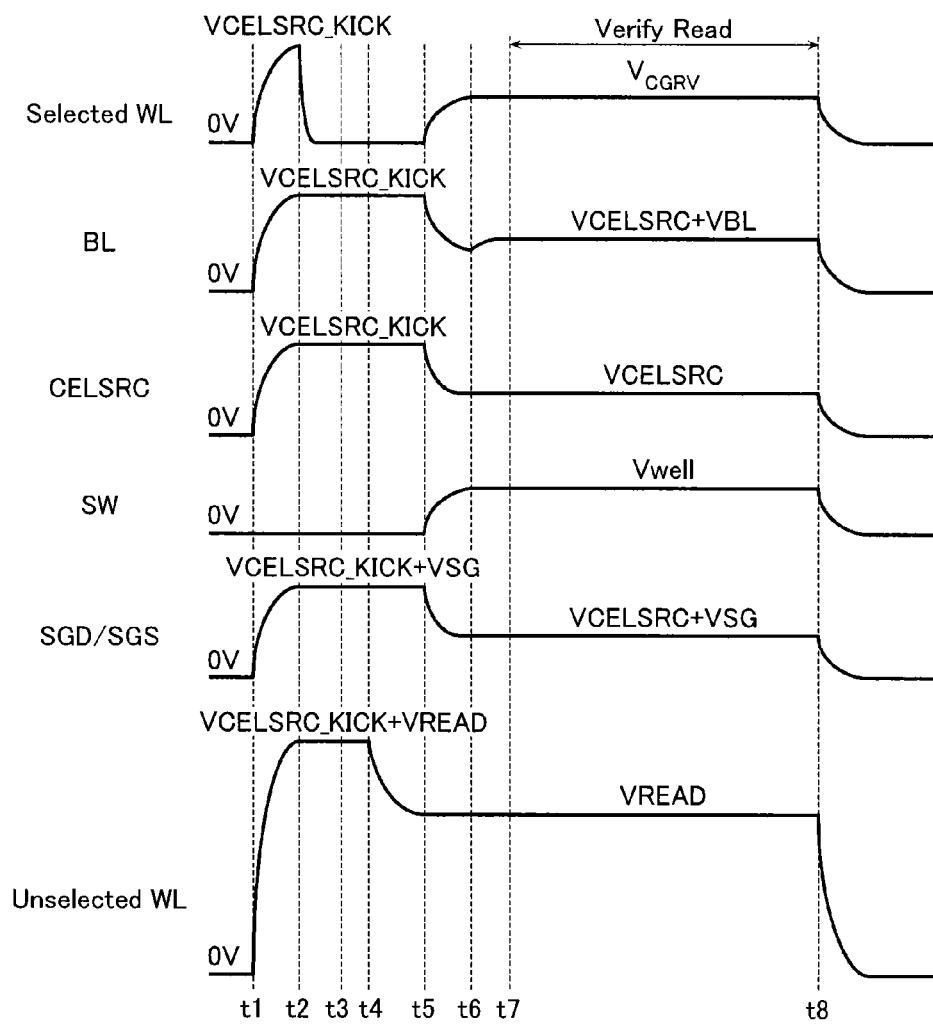 VCELSRC_KICK
Verify Read
Selected WL
0V
VCGRV
VCELSRC_KICK
BL
0V
VCELSRC+VBL
VCELSRC_KICK
CELSRC
0V
VCELSRC
SW
0V
Vwell
VCELSRC_KICK+VSG
SGD/SGS
0V
VCELSRC+VSG
VCELSRC_KICK+VREAD
VREAD
Unselected WL
0V
t1 t2 t3 t4 t5 t6 t7 t8